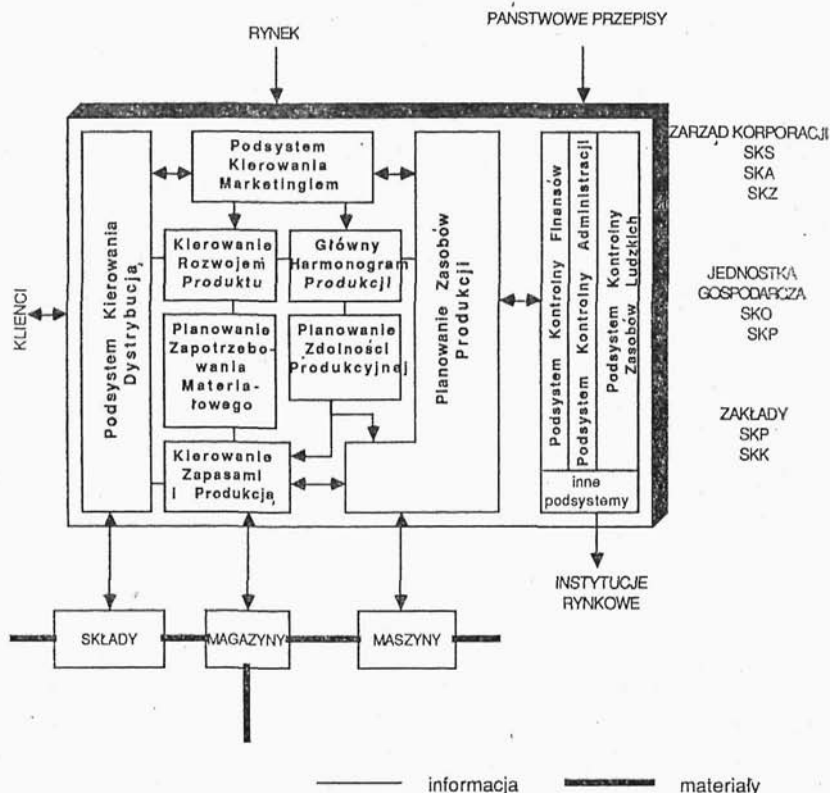 RYNEK
PAŃSTWOWE PRZEPISY
KLIENCI
Podsystem Kierowania
Dystrybucją
Podsystem
Kierowania
Marketingiem
Kierowanie
Rozwojem
Produktu
Główny
Harmonogram
Produkcji
Planowanie
Zapotrzebo-
wania
Materia-
łowego
Planowanie
Zdolności
Produkcyjnej
Kierowanie
Zapasami
i Produkcją
Planowanie Zasobów
Produkcji
Podsystem Kontrolny Finansów
Podsystem Kontrolny Administracji
Podsystem Kontrolny
Zasobów Ludzkich
inne
podsystemy
ZARZĄD KORPORACJI
SKS
SKA
SKZ
JEDNOSTKA
GOSPODARCZA
SKO
SKP
ZAKŁADY
SKP
SKK
INSTYTUCJE
RYNKOWE
SKŁADY
MAGAZYNY
MASZYNY
informacja
materiały